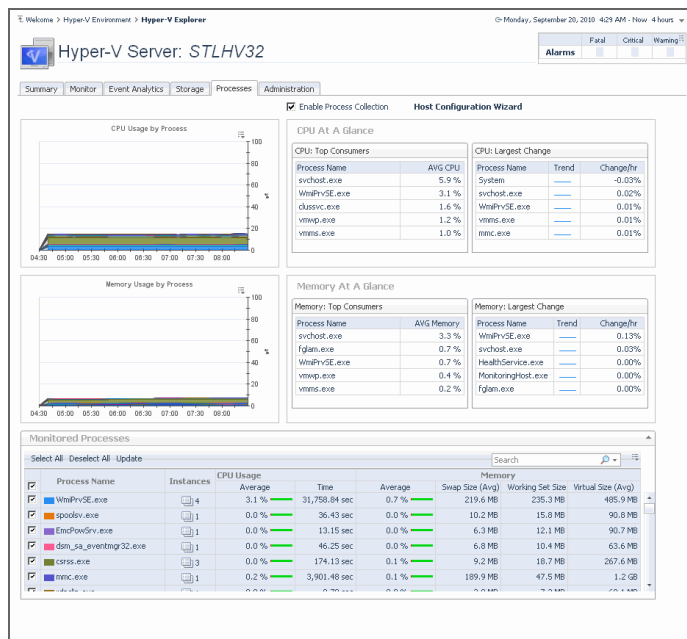 Welcome > Hyper-V Environment > Hyper-V Explorer
Monday, September 20, 2010 4:29 AM - Now 4 hours
Hyper-V Server: STLHV32
Fatal Critical Warning
Alarms
Summary Monitor Event Analytics Storage Processes Administration
Enable Process Collection Host Configuration Wizard
CPU Usage by Process
100
80
60
%
40
20
0
04:30 05:00 05:30 06:00 06:30 07:00 07:30 08:00
CPU At A Glance
CPU: Top Consumers
Process Name AVG CPU
svchost.exe 5.9 %
WmiPrvSE.exe 3.1 %
clussvc.exe 1.6 %
vmwp.exe 1.2 %
vmms.exe 1.0 %
CPU: Largest Change
Process Name Trend Change/hr
System -0.03%
svchost.exe 0.02%
WmiPrvSE.exe 0.01%
vmms.exe 0.01%
mmc.exe 0.01%
Memory Usage by Process
100
80
60
%
40
20
0
04:30 05:00 05:30 06:00 06:30 07:00 07:30 08:00
Memory At A Glance
Memory: Top Consumers
Process Name AVG Memory
svchost.exe 3.3 %
fglam.exe 0.7 %
WmiPrvSE.exe 0.7 %
vmwp.exe 0.4 %
vmms.exe 0.2 %
Memory: Largest Change
Process Name Trend Change/hr
WmiPrvSE.exe 0.13%
svchost.exe 0.03%
HealthService.exe 0.00%
MonitoringHost.exe 0.00%
fglam.exe 0.00%
Monitored Processes
Select All Deselect All Update
Search
CPU Usage Memory
Process Name Instances Average Time Average Swap Size (Avg) Working Set Size Virtual Size (Avg)
WmiPrvSE.exe 4 3.1 % 31,758.84 sec 0.7 % 219.6 MB 235.3 MB 485.9 MB
spoolsv.exe 1 0.0 % 36.43 sec 0.0 % 10.2 MB 15.8 MB 90.8 MB
EmcPowSrv.exe 1 0.0 % 13.15 sec 0.0 % 6.3 MB 12.1 MB 90.7 MB
dsm_sa_eventmgr32.exe 1 0.0 % 46.25 sec 0.0 % 6.8 MB 10.4 MB 63.6 MB
csrss.exe 3 0.0 % 174.13 sec 0.1 % 9.2 MB 18.7 MB 267.6 MB
mmc.exe 1 0.2 % 3,901.48 sec 0.1 % 189.9 MB 47.5 MB 1.2 GB